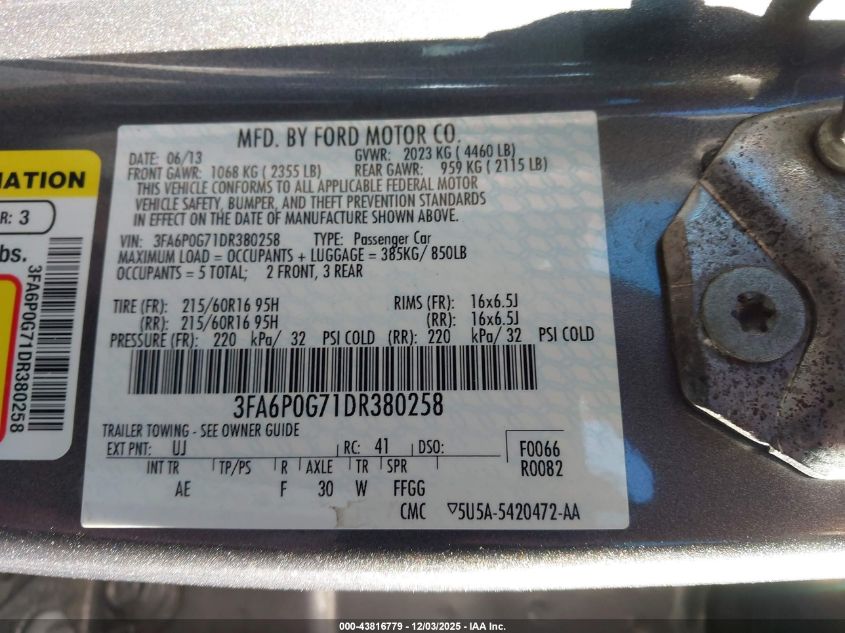 MFD. BY FORD MOTOR CO.
DATE: 06/13 GVWR: 2023 KG ( 4460 LB)
FRONT GAWR: 1068 KG ( 2355 LB) REAR GAWR: 959 KG ( 2115 LB)
THIS VEHICLE CONFORMS TO ALL APPLICABLE FEDERAL MOTOR
VEHICLE SAFETY, BUMPER, AND THEFT PREVENTION STANDARDS
IN EFFECT ON THE DATE OF MANUFACTURE SHOWN ABOVE.
VIN: 3FA6P0G71DR380258 TYPE: Passenger Car
MAXIMUM LOAD = OCCUPANTS + LUGGAGE = 385KG/ 850LB
OCCUPANTS = 5 TOTAL; 2 FRONT, 3 REAR
TIRE (FR): 215/60R16 95H RIMS (FR): 16x6.5J
(RR): 215/60R16 95H (RR): 16x6.5J
PRESSURE (FR): 220 kPa/ 32 PSI COLD (RR): 220 kPa/ 32 PSI COLD
3FA6P0G71DR380258
TRAILER TOWING - SEE OWNER GUIDE
EXT PNT: UJ RC: 41 DSO: F0066
R0082
INT TR TP/PS R AXLE TR SPR
AE F 30 W FFGG
CMC ▽5U5A-5420472-AA
MATION
R: 3
bs.
3FA6P0G71DR380258
000-43816779 - 12/03/2025 - IAA Inc.